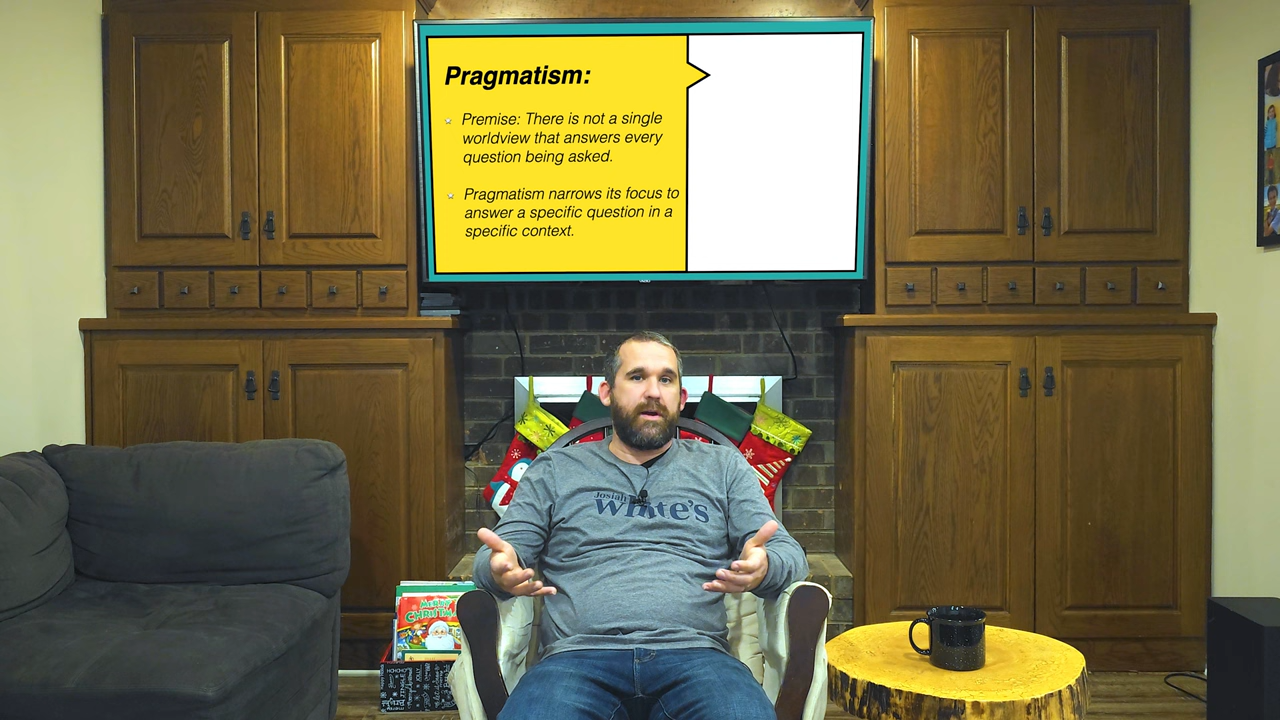 Pragmatism:
Premise: There is not a single
worldview that answers every
question being asked.
Pragmatism narrows its focus to
answer a specific question in a
specific context.
Josiah
White's
MERRY
CHRISTMAS